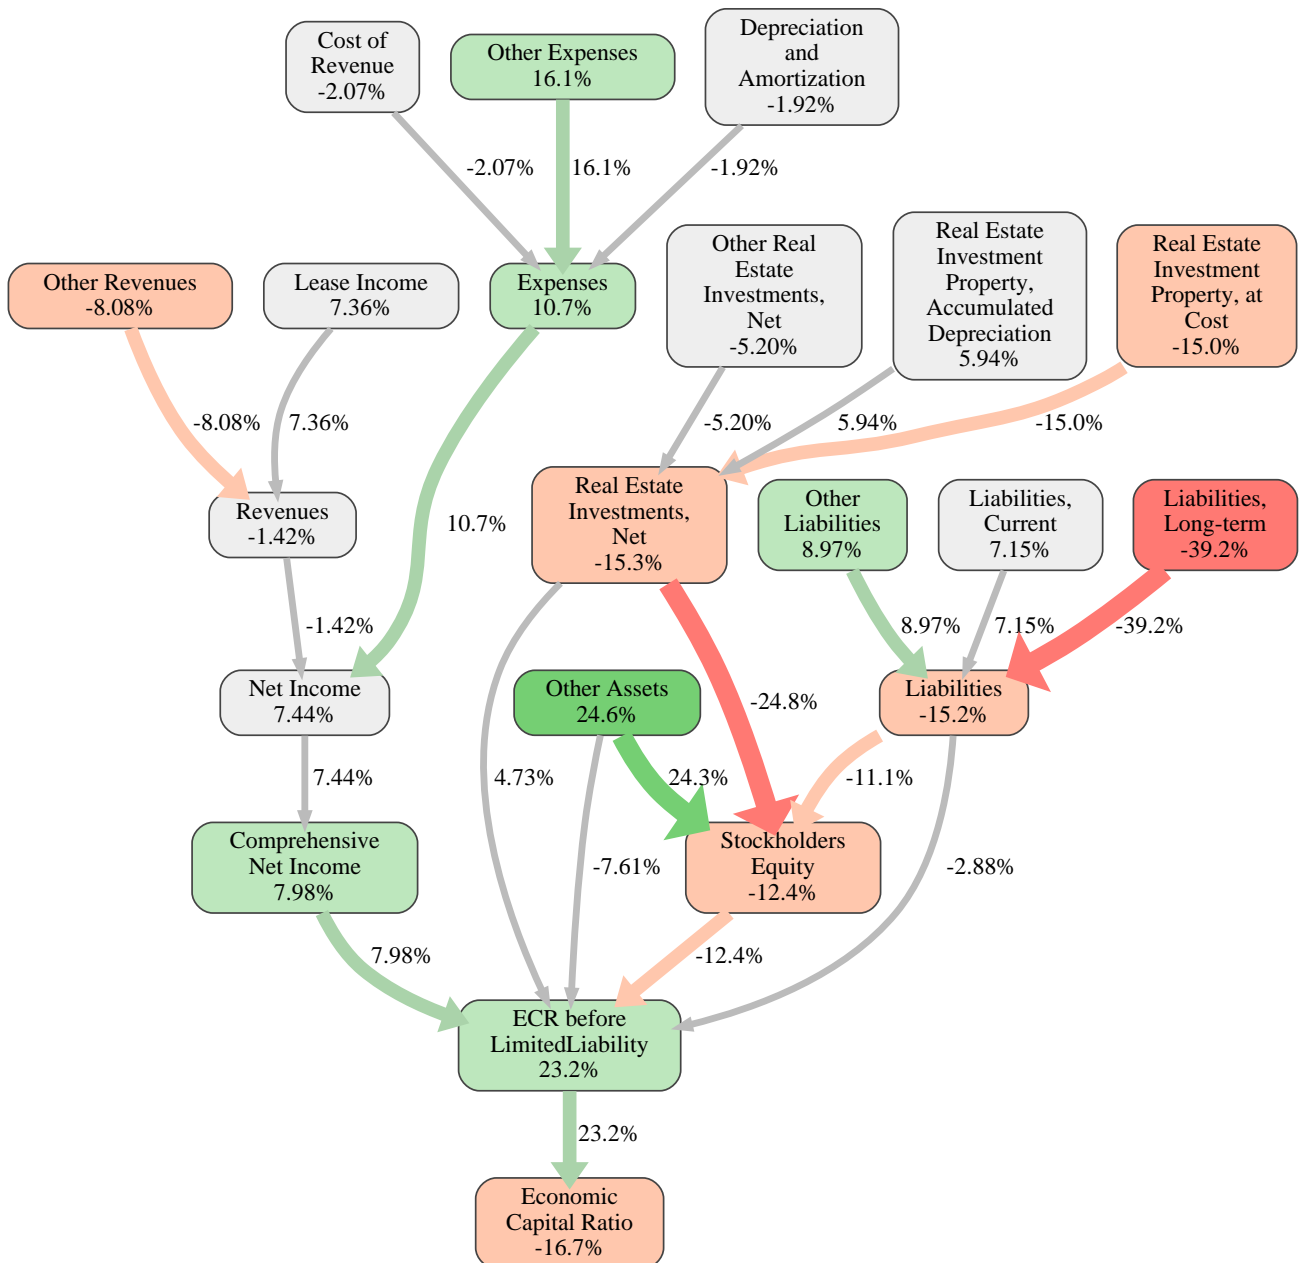 Cost of
Revenue
-2.07%
Other Expenses
16.1%
Depreciation
and
Amortization
-1.92%
-2.07%
16.1%
-1.92%
Other Revenues
-8.08%
Lease Income
7.36%
Expenses
10.7%
Other Real
Estate
Investments,
Net
-5.20%
Real Estate
Investment
Property,
Accumulated
Depreciation
5.94%
Real Estate
Investment
Property, at
Cost
-15.0%
-8.08%
7.36%
-5.20%
5.94%
-15.0%
Revenues
-1.42%
10.7%
Real Estate
Investments,
Net
-15.3%
Other
Liabilities
8.97%
Liabilities,
Current
7.15%
Liabilities,
Long-term
-39.2%
-1.42%
8.97%
7.15%
-39.2%
Net Income
7.44%
Other Assets
24.6%
-24.8%
Liabilities
-15.2%
7.44%
4.73%
24.3%
-11.1%
Comprehensive
Net Income
7.98%
-7.61%
Stockholders
Equity
-12.4%
-2.88%
7.98%
-12.4%
ECR before
LimitedLiability
23.2%
23.2%
Economic
Capital Ratio
-16.7%